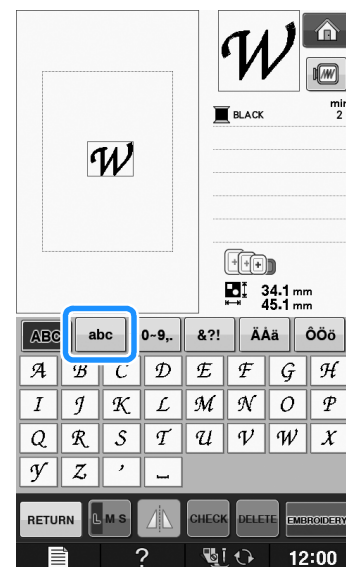 W
BLACK
min
2
W
34.1 mm
45.1 mm
ABC abc 0~9,. &?! ÄÅä ÔÖö
A B C D E F G H
I J K L M N O P
Q R S T U V W X
Y Z ’ _
RETURN L M S CHECK DELETE EMBROIDERY
? 12:00